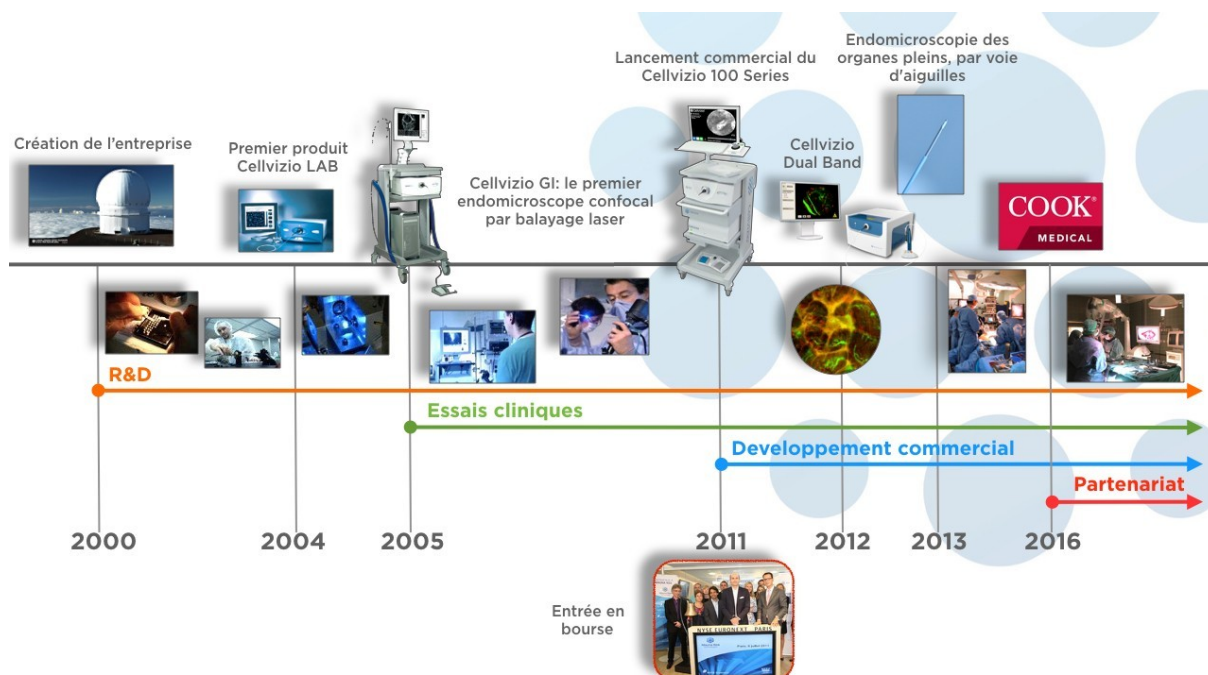 Création de l'entreprise
Premier produit
Cellvizio LAB
Cellvizio GI: le premier
endomicroscope confocal
par balayage laser
Lancement commercial du
Cellvizio 100 Series
Cellvizio
Dual Band
Endomicroscopie des
organes pleins, par voie
d'aiguilles
COOK®
MEDICAL
R&D
Essais cliniques
Developpement commercial
Partenariat
2000
2004
2005
2011
2012
2013
2016
Entrée en
bourse
NYSE EURONEXT PARIS